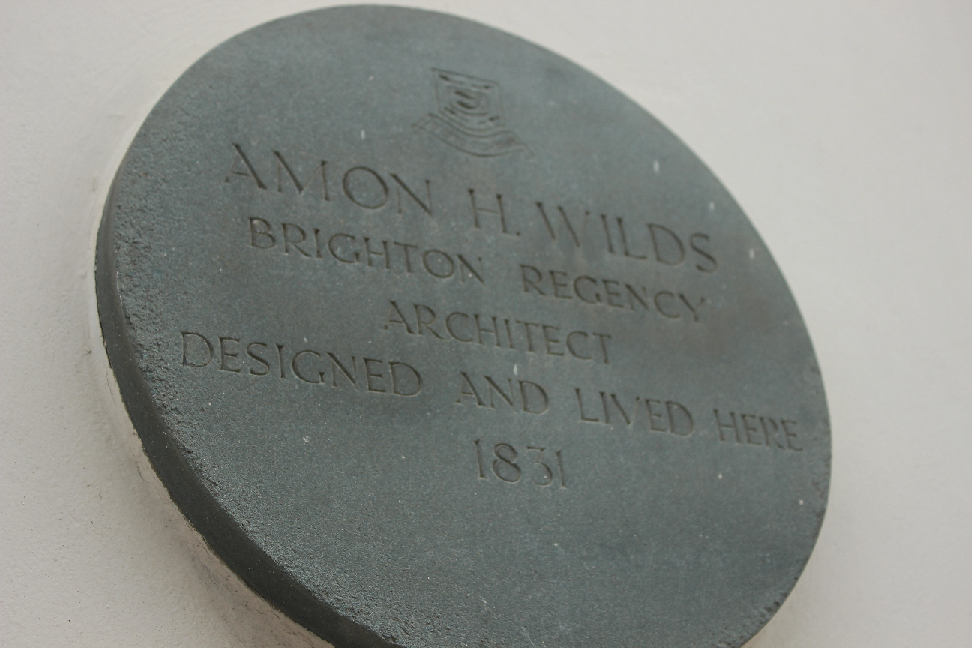 AMON H. WILDS
BRIGHTON REGENCY
ARCHITECT
DESIGNED AND LIVED HERE
1831